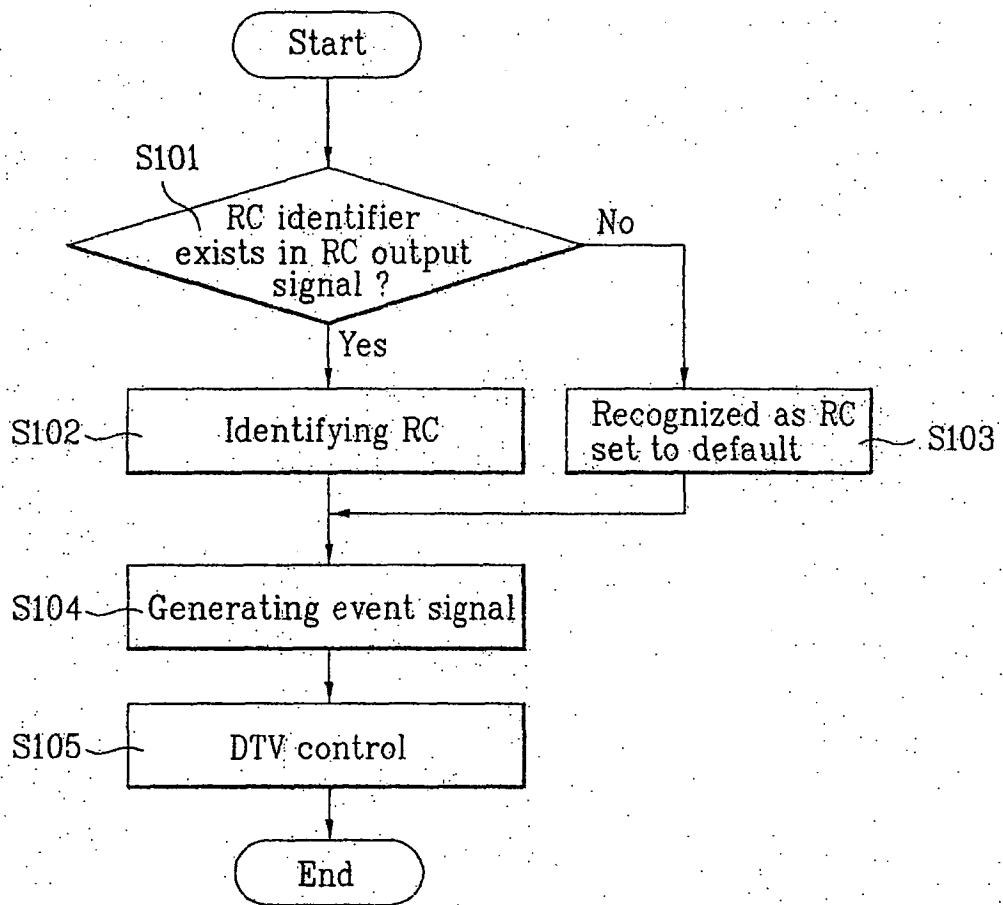 Start
S101
RC identifier
exists in RC output
signal ?
No
Yes
S102
Identifying RC
Recognized as RC
set to default
S103
S104
Generating event signal
S105
DTV control
End